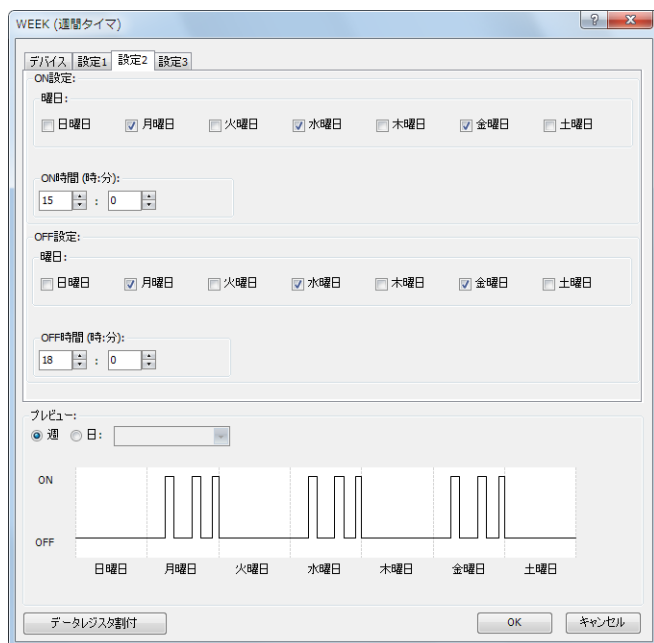 WEEK (週間タイマ)
デバイス 設定1 設定2 設定3
ON設定:
曜日:
日曜日 月曜日 火曜日 水曜日 木曜日 金曜日 土曜日
ON時間 (時:分):
15 : 0
OFF設定:
曜日:
日曜日 月曜日 火曜日 水曜日 木曜日 金曜日 土曜日
OFF時間 (時:分):
18 : 0
プレビュー:
週 日:
ON
OFF
日曜日 月曜日 火曜日 水曜日 木曜日 金曜日 土曜日
データレジスタ割付 OK キャンセル